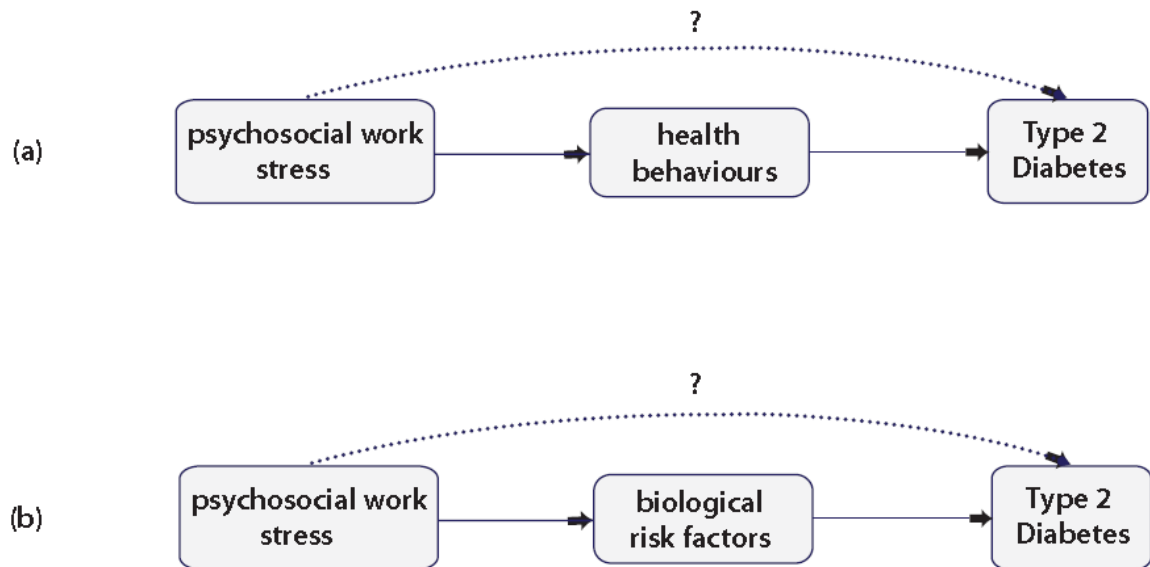 ?
(a)
psychosocial work
stress
health
behaviours
Type 2
Diabetes
?
(b)
psychosocial work
stress
biological
risk factors
Type 2
Diabetes